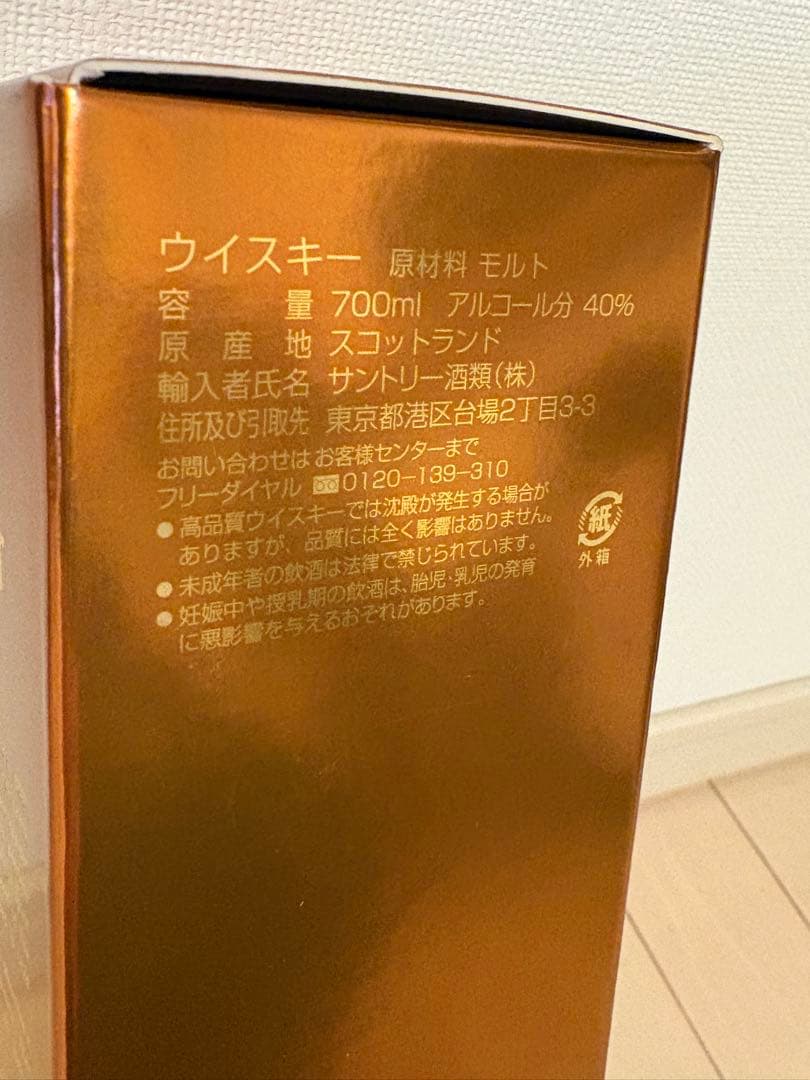 ウイスキー 原材料 モルト
容量 700ml アルコール分 40%
原産地 スコットランド
輸入者氏名 サントリー酒類(株)
住所及び引取先 東京都港区台場2丁目3-3
お問い合わせは お客様センターまで
フリーダイヤル 0120-139-310
● 高品質ウイスキーでは沈殿が発生する場合が
ありますが、品質には全く影響はありません。
● 未成年者の飲酒は法律で禁じられています。
● 妊娠中や授乳期の飲酒は、胎児・乳児の発育
に悪影響を与えるおそれがあります。
紙
外箱